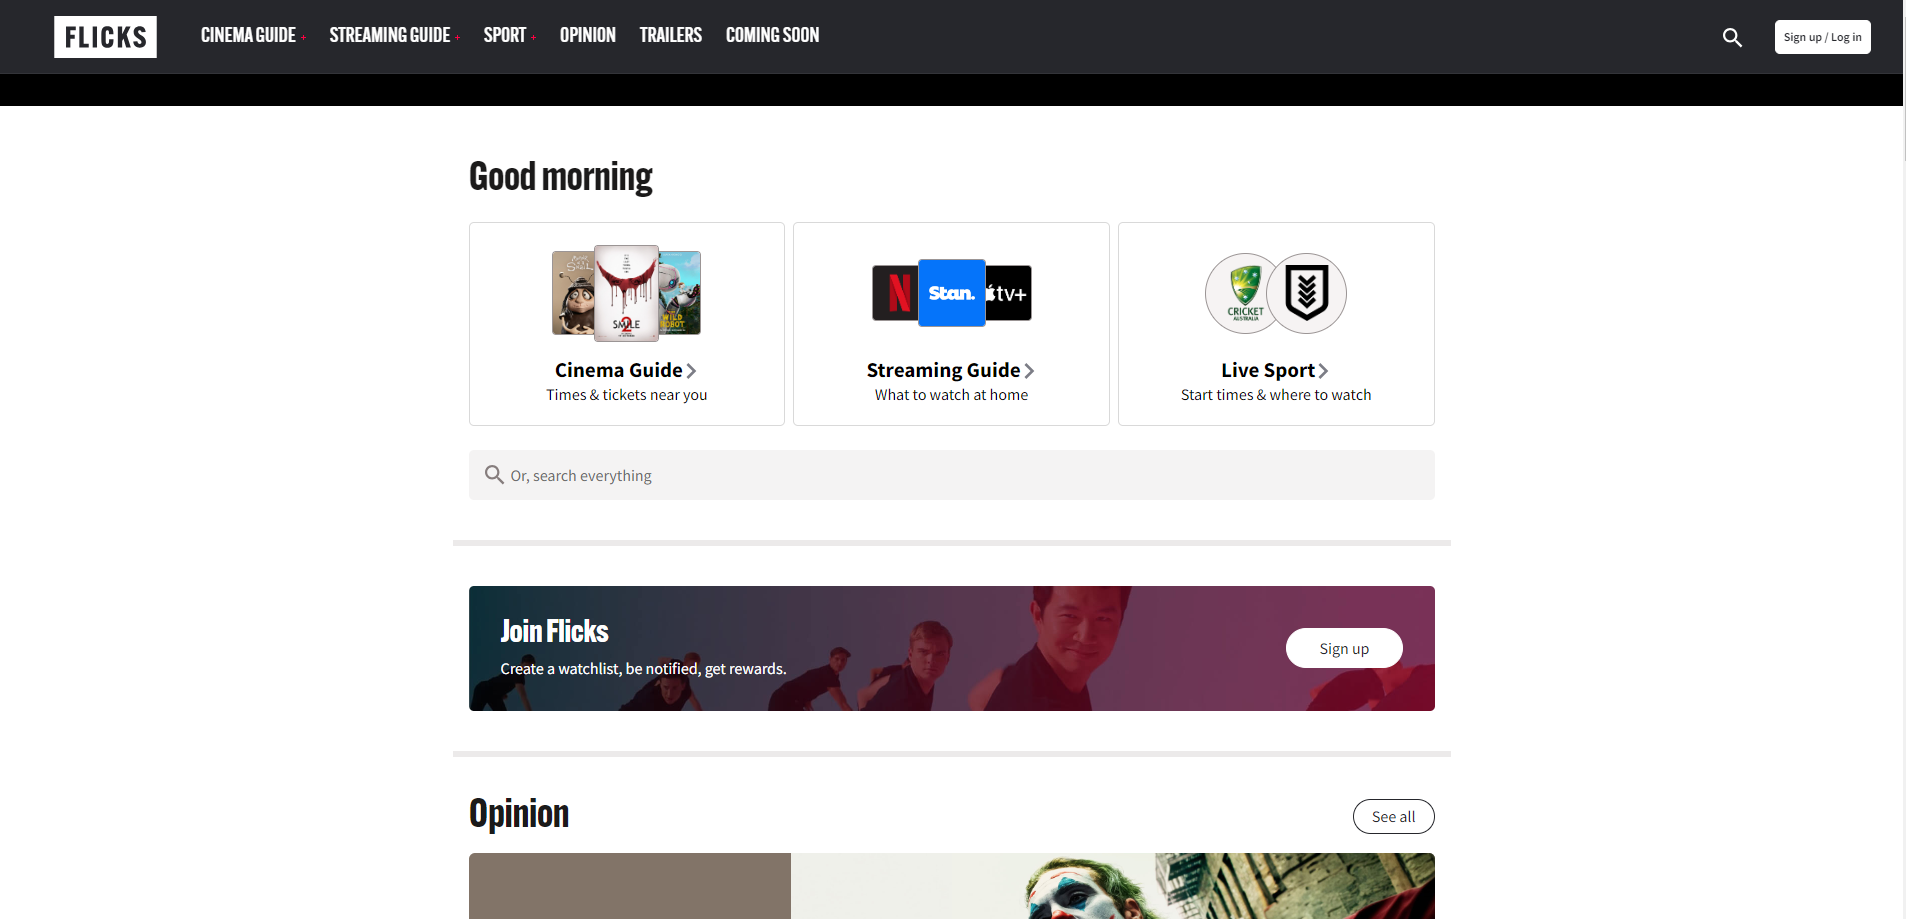 FLICKS
CINEMA GUIDE +
STREAMING GUIDE +
SPORT +
OPINION
TRAILERS
COMING SOON
Sign up / Log in
Good morning
SMILE
2
WILD
ROBOT
N
Stan.
tv+
CRICKET
AUSTRALIA
Cinema Guide
Times & tickets near you
Streaming Guide
What to watch at home
Live Sport
Start times & where to watch
Or, search everything
Join Flicks
Create a watchlist, be notified, get rewards.
Sign up
Opinion
See all